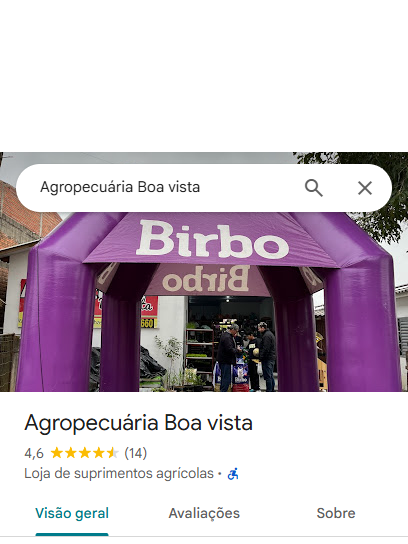 Agropecuária Boa vista
Birbo
Birbo
660
Agropecuária Boa vista
4,6 (14)
Loja de suprimentos agrícolas
Visão geral Avaliações Sobre